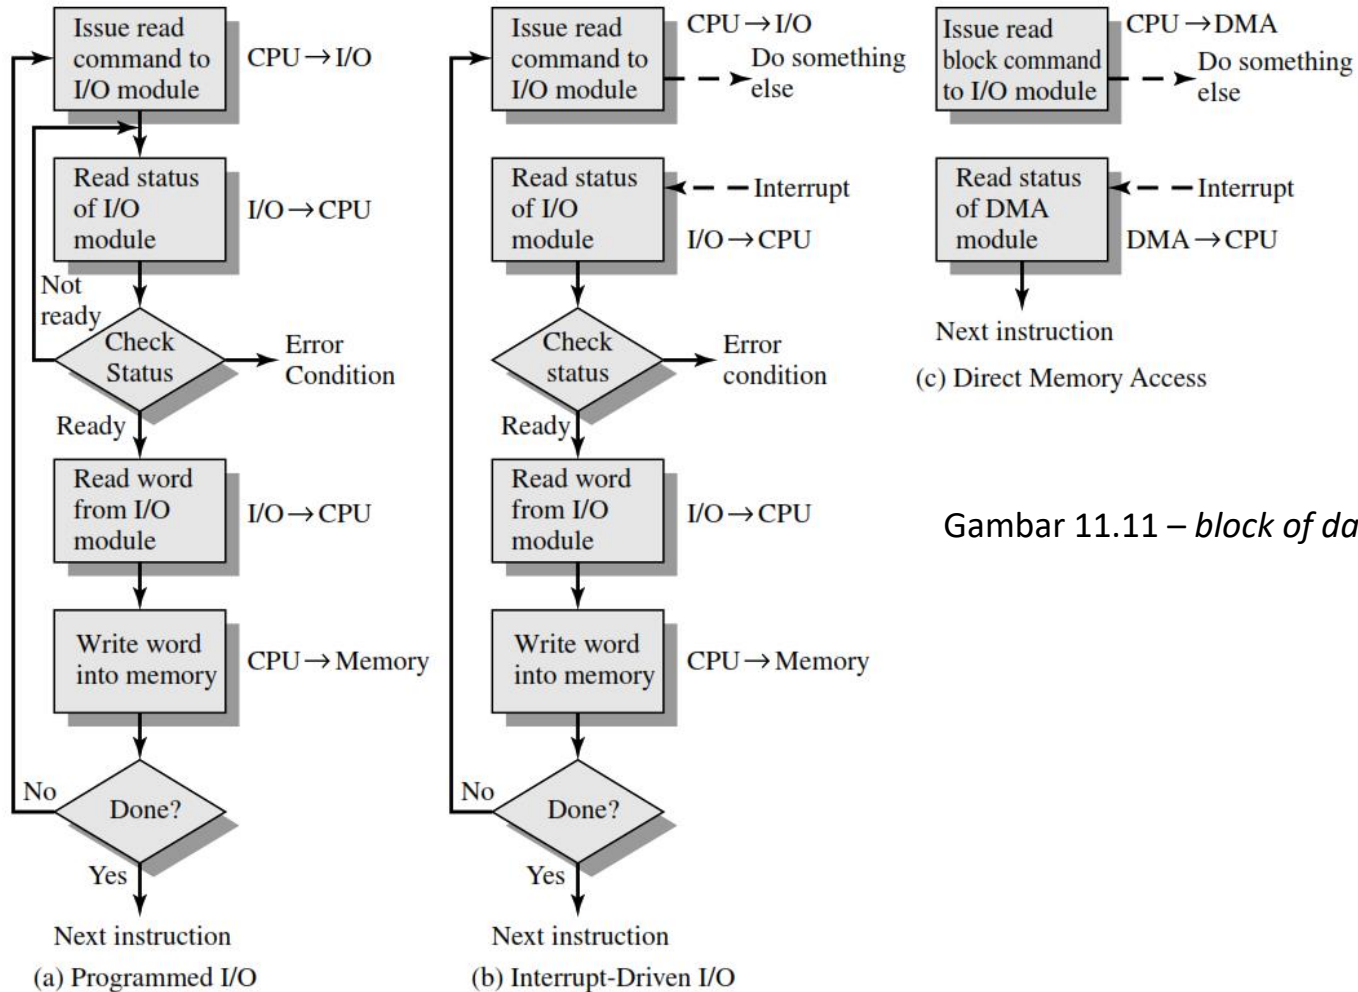 Issue read
command to
I/O module
CPU → I/O
Read status
of I/O
module
I/O → CPU
Not
ready
Check
Status
Error
Condition
Ready
Read word
from I/O
module
I/O → CPU
Write word
into memory
CPU → Memory
No
Done?
Yes
Next instruction
(a) Programmed I/O
Issue read
command to
I/O module
CPU → I/O
Do something
else
Read status
of I/O
module
Interrupt
I/O → CPU
Check
status
Error
condition
Ready
Read word
from I/O
module
I/O → CPU
Write word
into memory
CPU → Memory
No
Done?
Yes
Next instruction
(b) Interrupt-Driven I/O
Issue read
block command
to I/O module
CPU → DMA
Do something
else
Read status
of DMA
module
Interrupt
DMA → CPU
Next instruction
(c) Direct Memory Access
Gambar 11.11 – block of da